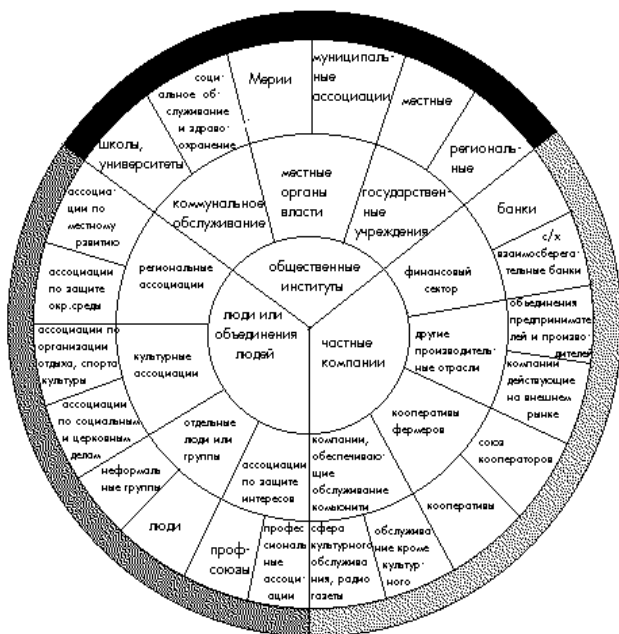 муниципаль-
ные
ассоциации
Мерии
соци-
альное об-
служивание
и здраво-
охранение
школы,
университеты
местные
региональ-
ные
банки
с/х
взаимосберега-
тельные банки
объединения
предпринимате
лей и произво-
дителей
компании
действующие
на внешнем
рынке
союз
кооператоров
кооперативы
обслужива
ние кроме
культур-
ного
сфера
культурного
обслужива
ния, радио
газеты
профес
сиональ
ные
ассоци-
ации
проф-
союзы
люди
неформаль
ные группы
ассоциации
по социальным
и церковным
делам
ассоциации по
организации
отдыха, спорта
культуры
ассоциации
по защите
окр.среды
ассоциа-
ции по
местному
развитию
местные
органы
власти
коммунальное
обслуживание
государствен-
ные
учреждения
финансовый
сектор
другие
производитель-
ные отрасли
кооперативы
фермеров
компании,
обеспечиваю-
щие
обслуживание
комьюнити
ассоциации
по защите
интересов
отдельные
люди или
группы
культурные
ассоциации
региональные
ассоциации
общественные
институты
люди или
объединения
людей
частные
компании